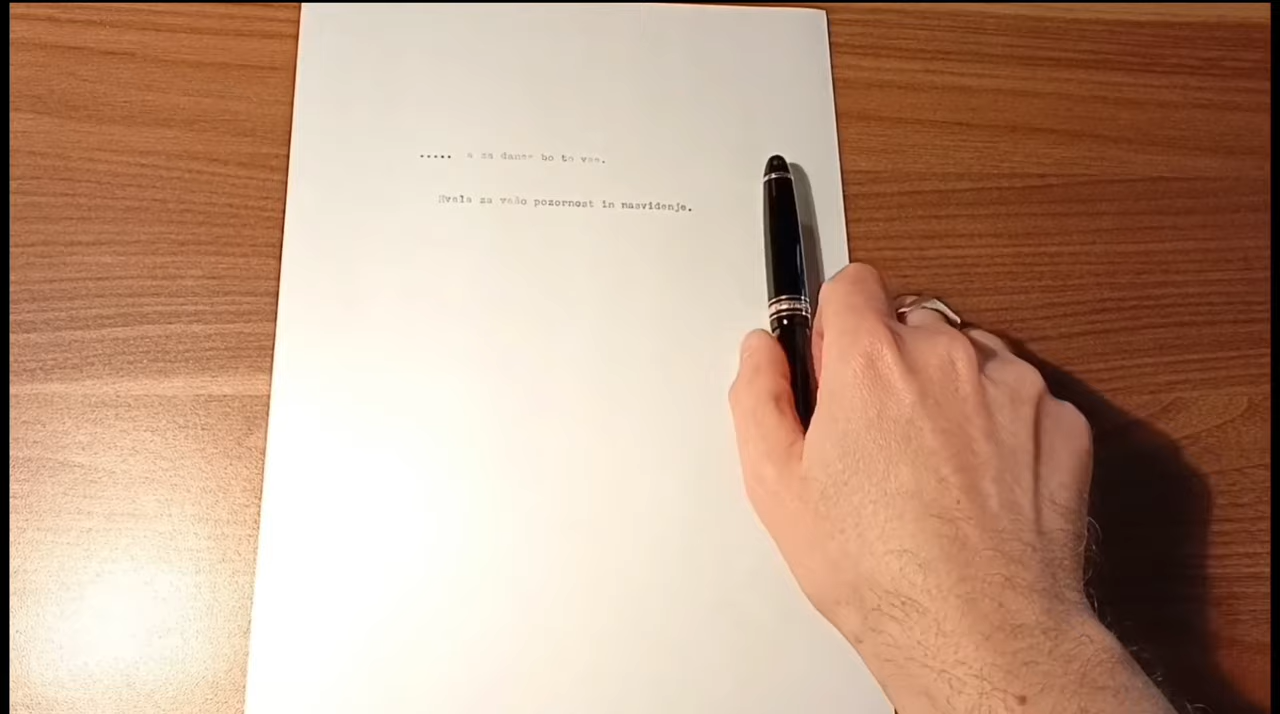 ..... a za danes bo to vse.
Hvala za vašo pozornost in nasvidenje.